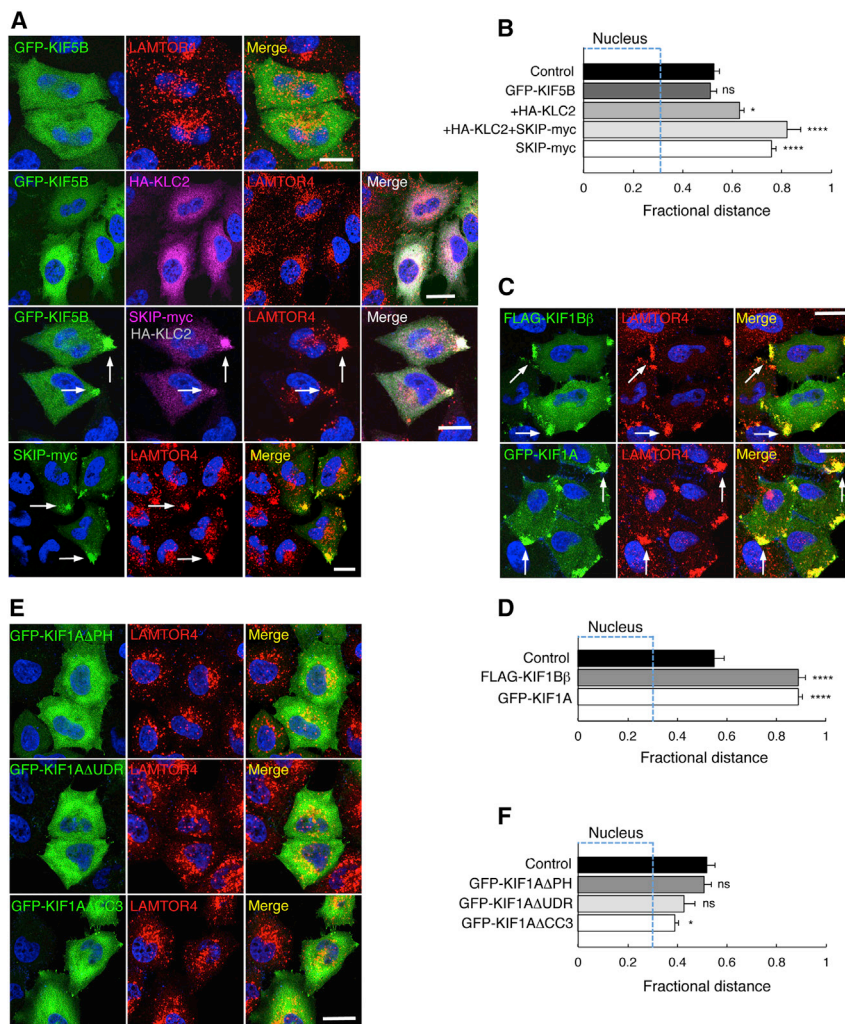 A
GFP-KIF5B LAMTOR4 Merge
GFP-KIF5B HA-KLC2 LAMTOR4 Merge
GFP-KIF5B SKIP-myc LAMTOR4 Merge
HA-KLC2
SKIP-myc LAMTOR4 Merge
B
Nucleus
Control
GFP-KIF5B ns
+HA-KLC2 *
+HA-KLC2+SKIP-myc ****
SKIP-myc ****
0 0.2 0.4 0.6 0.8 1
Fractional distance
C
FLAG-KIF1Bβ LAMTOR4 Merge
GFP-KIF1A LAMTOR4 Merge
D
Nucleus
Control
FLAG-KIF1Bβ ****
GFP-KIF1A ****
0 0.2 0.4 0.6 0.8 1
Fractional distance
E
GFP-KIF1AΔPH LAMTOR4 Merge
GFP-KIF1AΔUDR LAMTOR4 Merge
GFP-KIF1AΔCC3 LAMTOR4 Merge
F
Nucleus
Control
GFP-KIF1AΔPH ns
GFP-KIF1AΔUDR ns
GFP-KIF1AΔCC3 *
0 0.2 0.4 0.6 0.8 1
Fractional distance